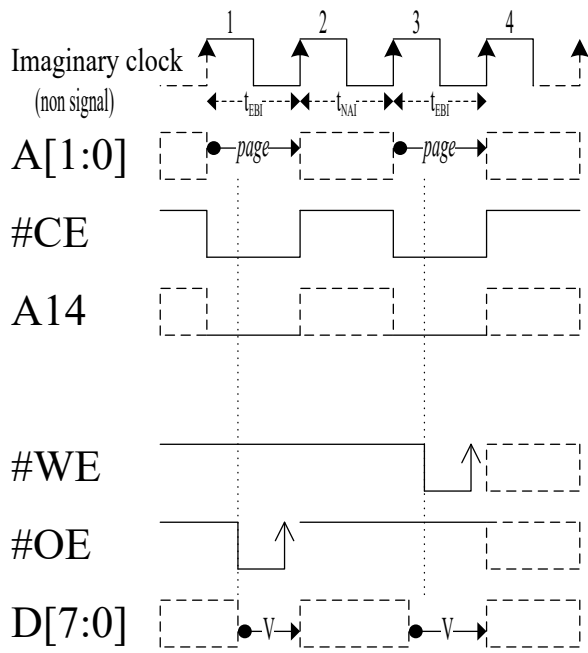 1 2 3 4
Imaginary clock
(non signal)
tEBI tNAI tEBI
A[1:0] page page
#CE
A14
#WE
#OE
D[7:0] V V